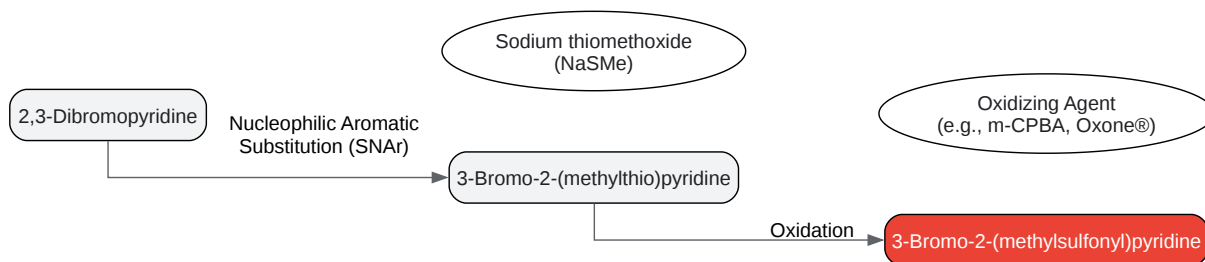 Sodium thiomethoxide
(NaSMe)
2,3-Dibromopyridine
Nucleophilic Aromatic
Substitution (SNAr)
Oxidizing Agent
(e.g., m-CPBA, Oxone®)
3-Bromo-2-(methylthio)pyridine
Oxidation
3-Bromo-2-(methylsulfonyl)pyridine